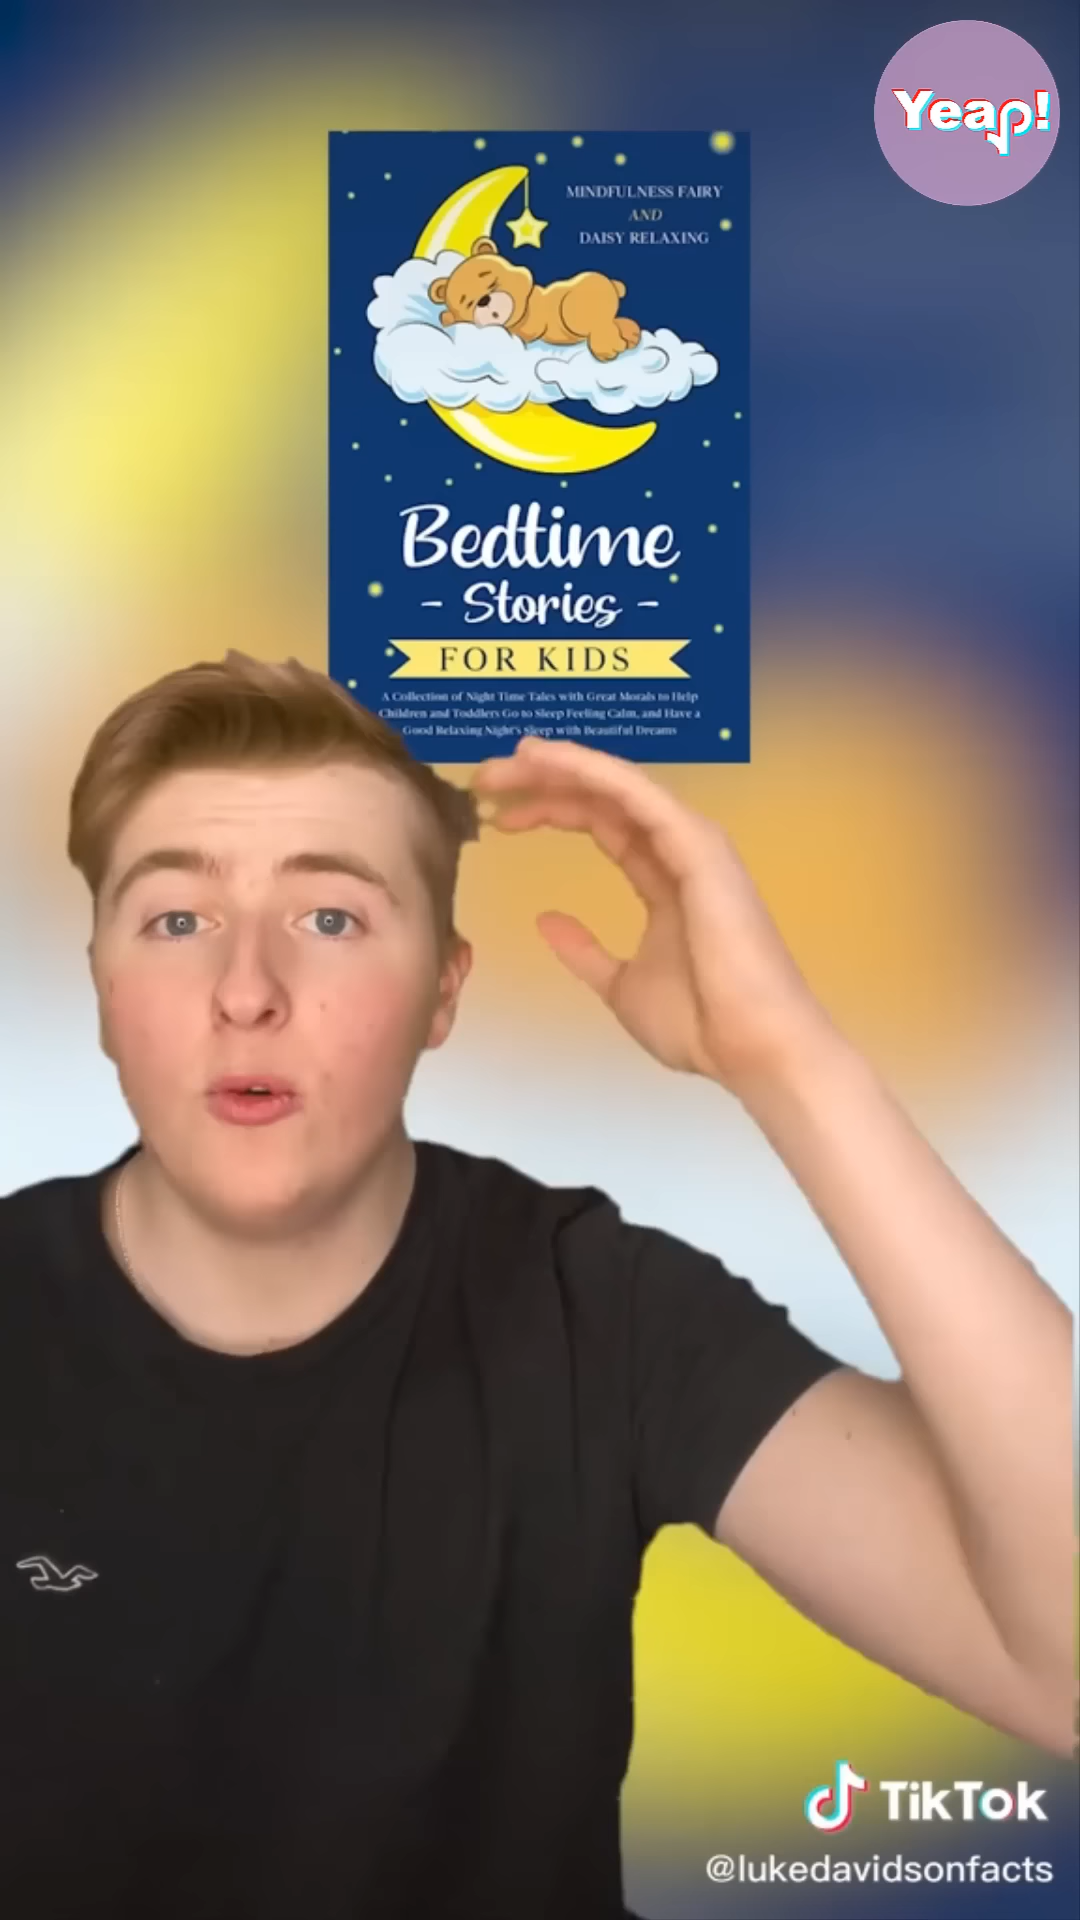 Yeap!
MINDFULNESS FAIRY
AND
DAISY RELAXING
Bedtime
- Stories -
FOR KIDS
A Collection of Night Time Tales with Great Morals to Help
Children and Toddlers Go to Sleep Feeling Calm, and Have a
Good Relaxing Night's Sleep with Beautiful Dreams
TikTok
@lukedavidsonfacts